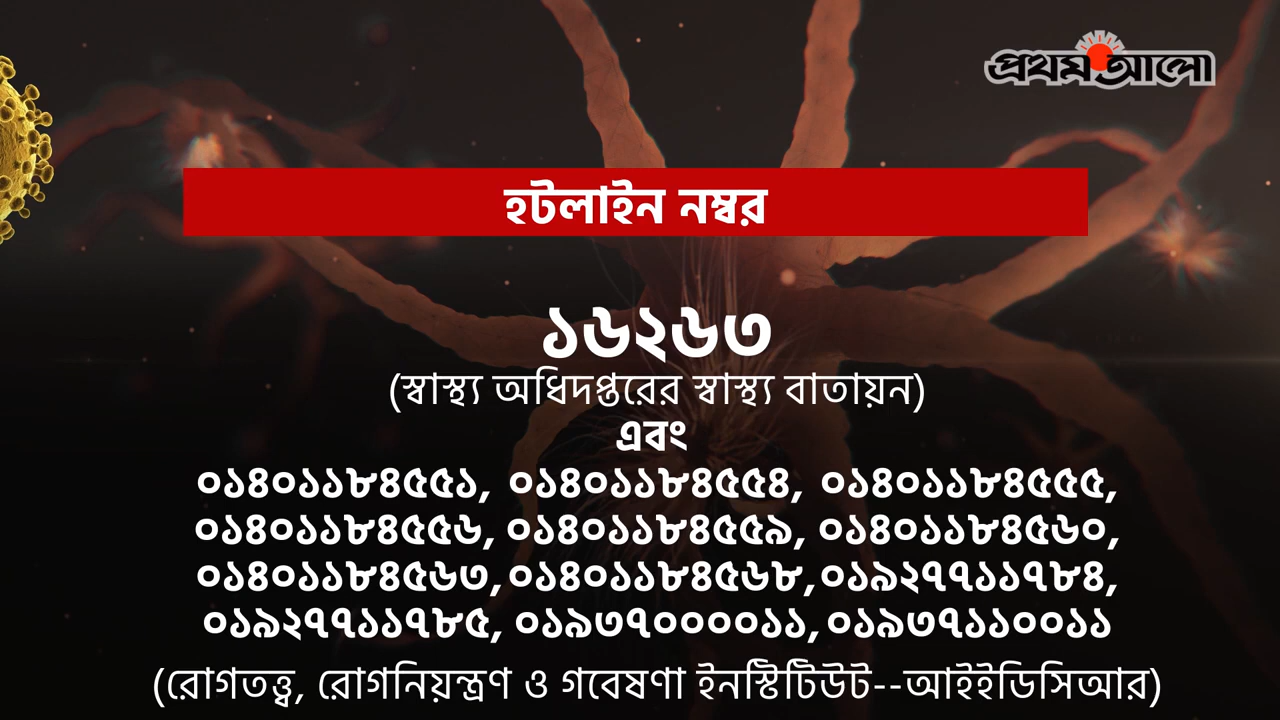 প্রথম আলো
হটলাইন নম্বর
১৬২৬৩
(স্বাস্থ্য অধিদপ্তরের স্বাস্থ্য বাতায়ন)
এবং
০১৪০১১৮৪৫৫১, ০১৪০১১৮৪৫৫৪, ০১৪০১১৮৪৫৫৫,
০১৪০১১৮৪৫৫৬, ০১৪০১১৮৪৫৫৯, ০১৪০১১৮৪৫৬০,
০১৪০১১৮৪৫৬৩, ০১৪০১১৮৪৫৬৮, ০১৯২৭৭১১৭৮৪,
০১৯২৭৭১১৭৮৫, ০১৯৩৭০০০০১১, ০১৯৩৭১১০০১১
(রোগতত্ত্ব, রোগনিয়ন্ত্রণ ও গবেষণা ইনস্টিটিউট--আইইডিসিআর)